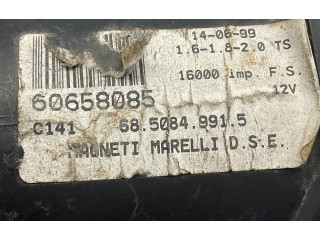 14-06-99
1.6-1.8-2.0 TS
16000 imp. F.S.
12V
60658085
C141 68.5084.991.5
MAGNETI MARELLI D.S.E.